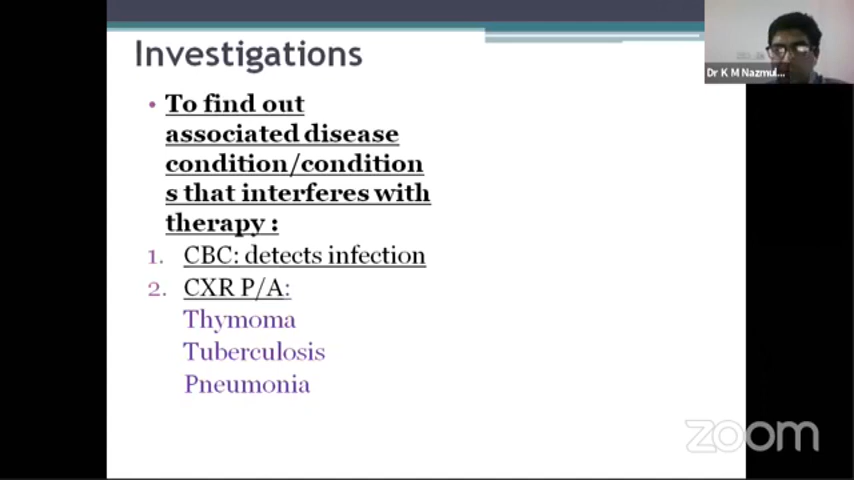 Investigations
Dr K M Nazmul...
• To find out
associated disease
condition/condition
s that interferes with
therapy :
1. CBC: detects infection
2. CXR P/A:
Thymoma
Tuberculosis
Pneumonia
zoom